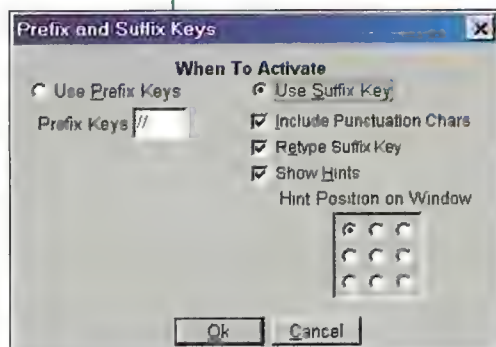 Prefix and Suffix Keys
When To Activate
Use Prefix Keys
Use Suffix Key
Prefix Keys //
Include Punctuation Chars
Retype Suffix Key
Show Hints
Hint Position on Window
Ok
Cancel